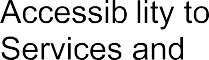 Accessib lity to
Services and